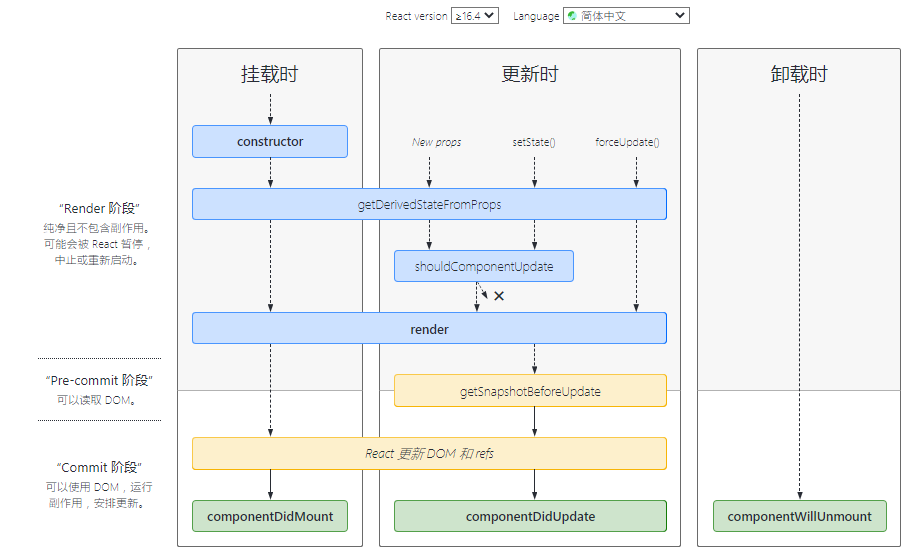 React version ≥16.4 Language 简体中文
挂载时 更新时 卸载时
constructor
New props setState() forceUpdate()
getDerivedStateFromProps
“Render 阶段”
纯净且不包含副作用。
可能会被 React 暂停，
中止或重新启动。
shouldComponentUpdate
render
“Pre-commit 阶段”
可以读取 DOM。
getSnapshotBeforeUpdate
React 更新 DOM 和 refs
“Commit 阶段”
可以使用 DOM，运行
副作用，安排更新。
componentDidMount componentDidUpdate componentWillUnmount